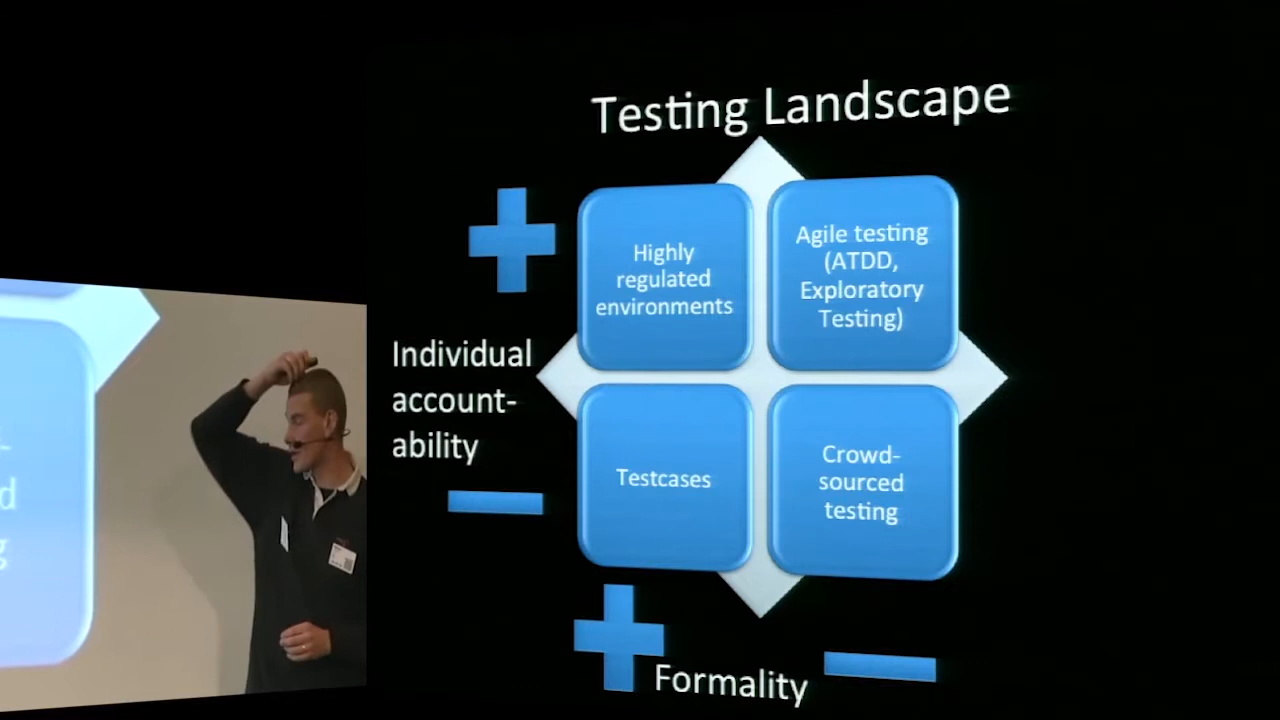 Testing Landscape
Highly
regulated
environments
Agile testing
(ATDD,
Exploratory
Testing)
Individual
account-
ability
Testcases
Crowd-
sourced
testing
Formality